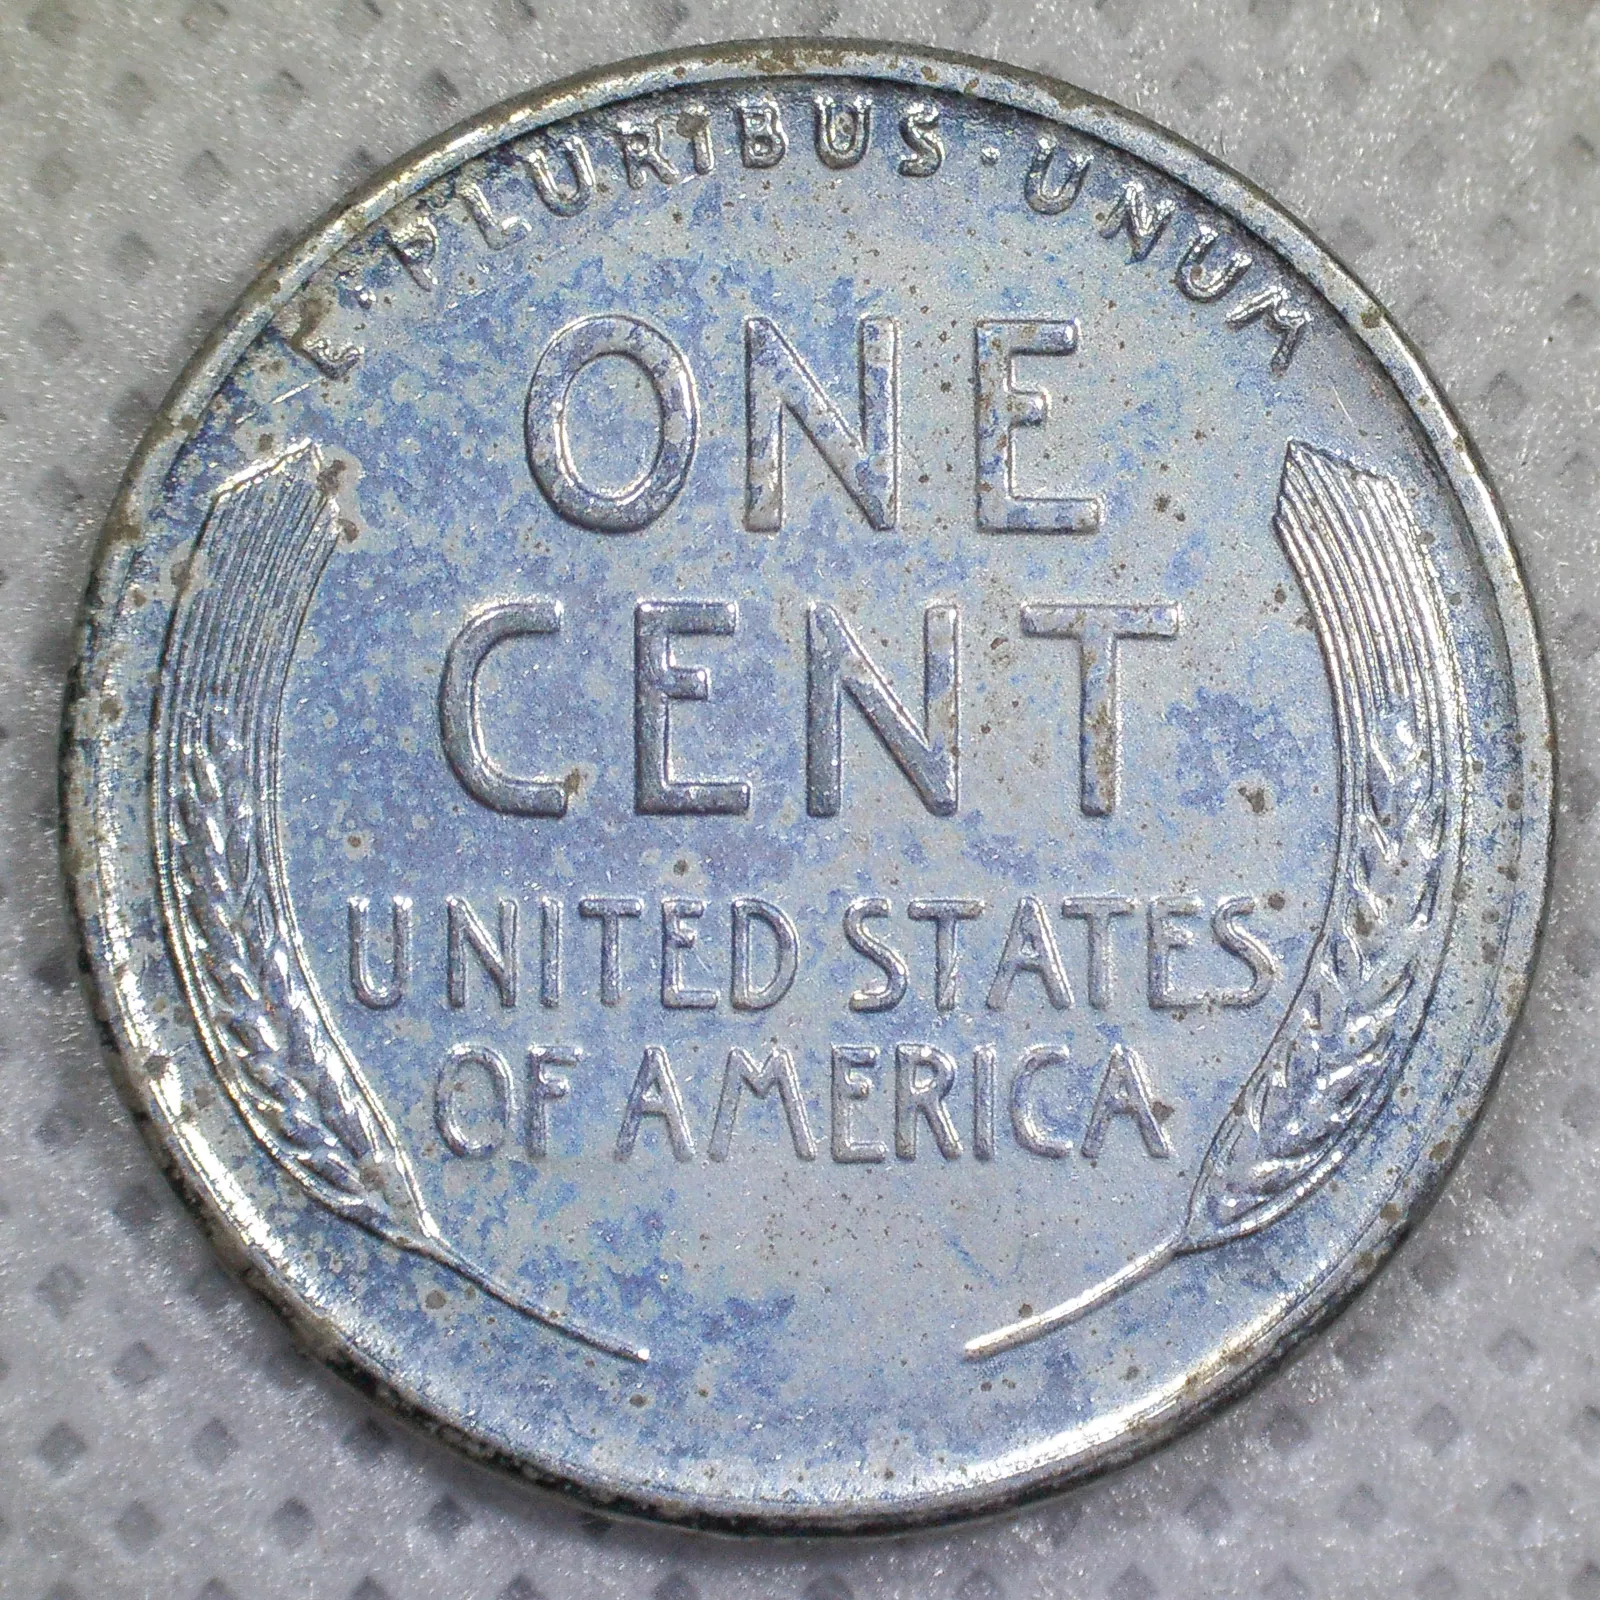 E·PLURIBUS·UNUM
ONE
CENT
UNITED STATES
OF AMERICA